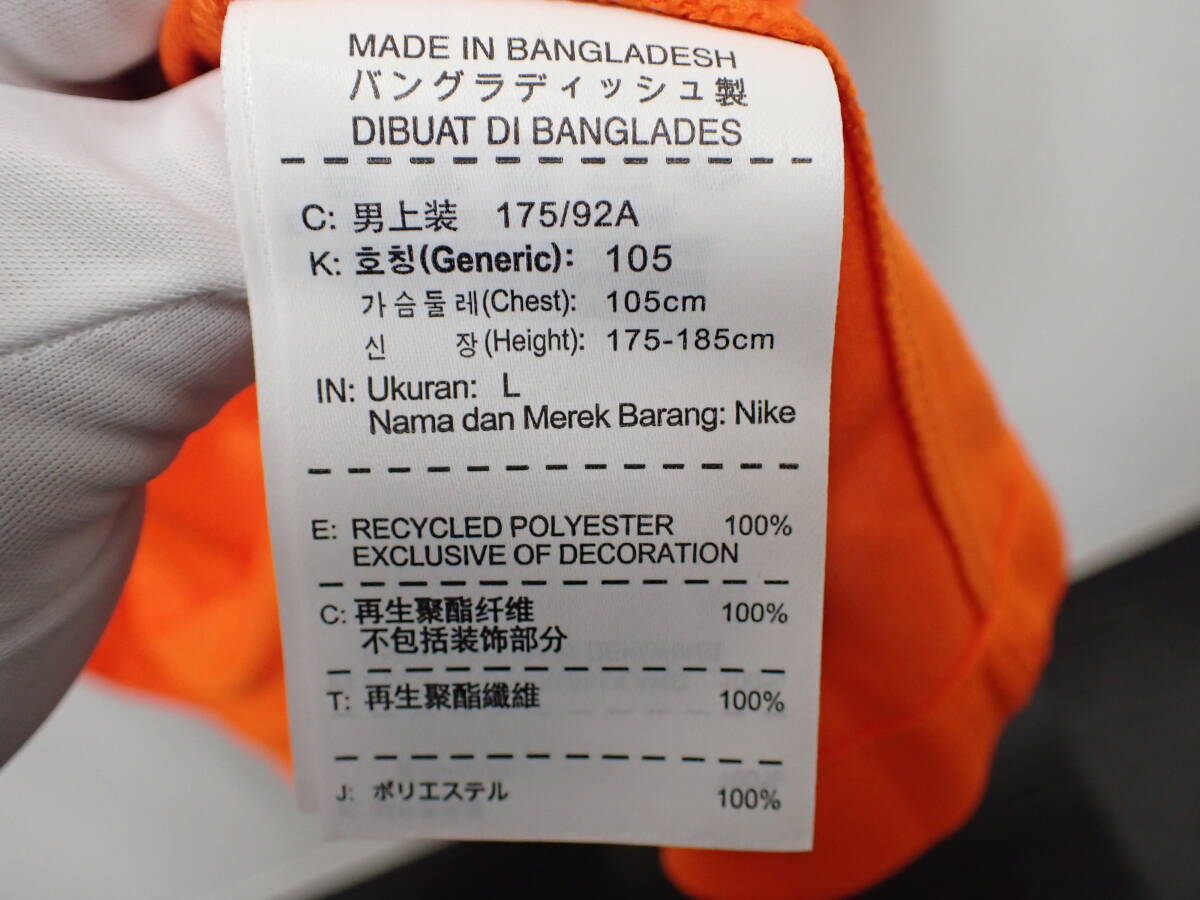 MADE IN BANGLADESH
バングラディッシュ製
DIBUAT DI BANGLADES
C: 男上装 175/92A
K: 호칭(Generic): 105
가슴둘레(Chest): 105cm
신 장(Height): 175-185cm
IN: Ukuran: L
Nama dan Merek Barang: Nike
E: RECYCLED POLYESTER 100%
EXCLUSIVE OF DECORATION
C: 再生聚酯纤维 100%
不包括装饰部分
T: 再生聚酯纖維 100%
J: ポリエステル 100%